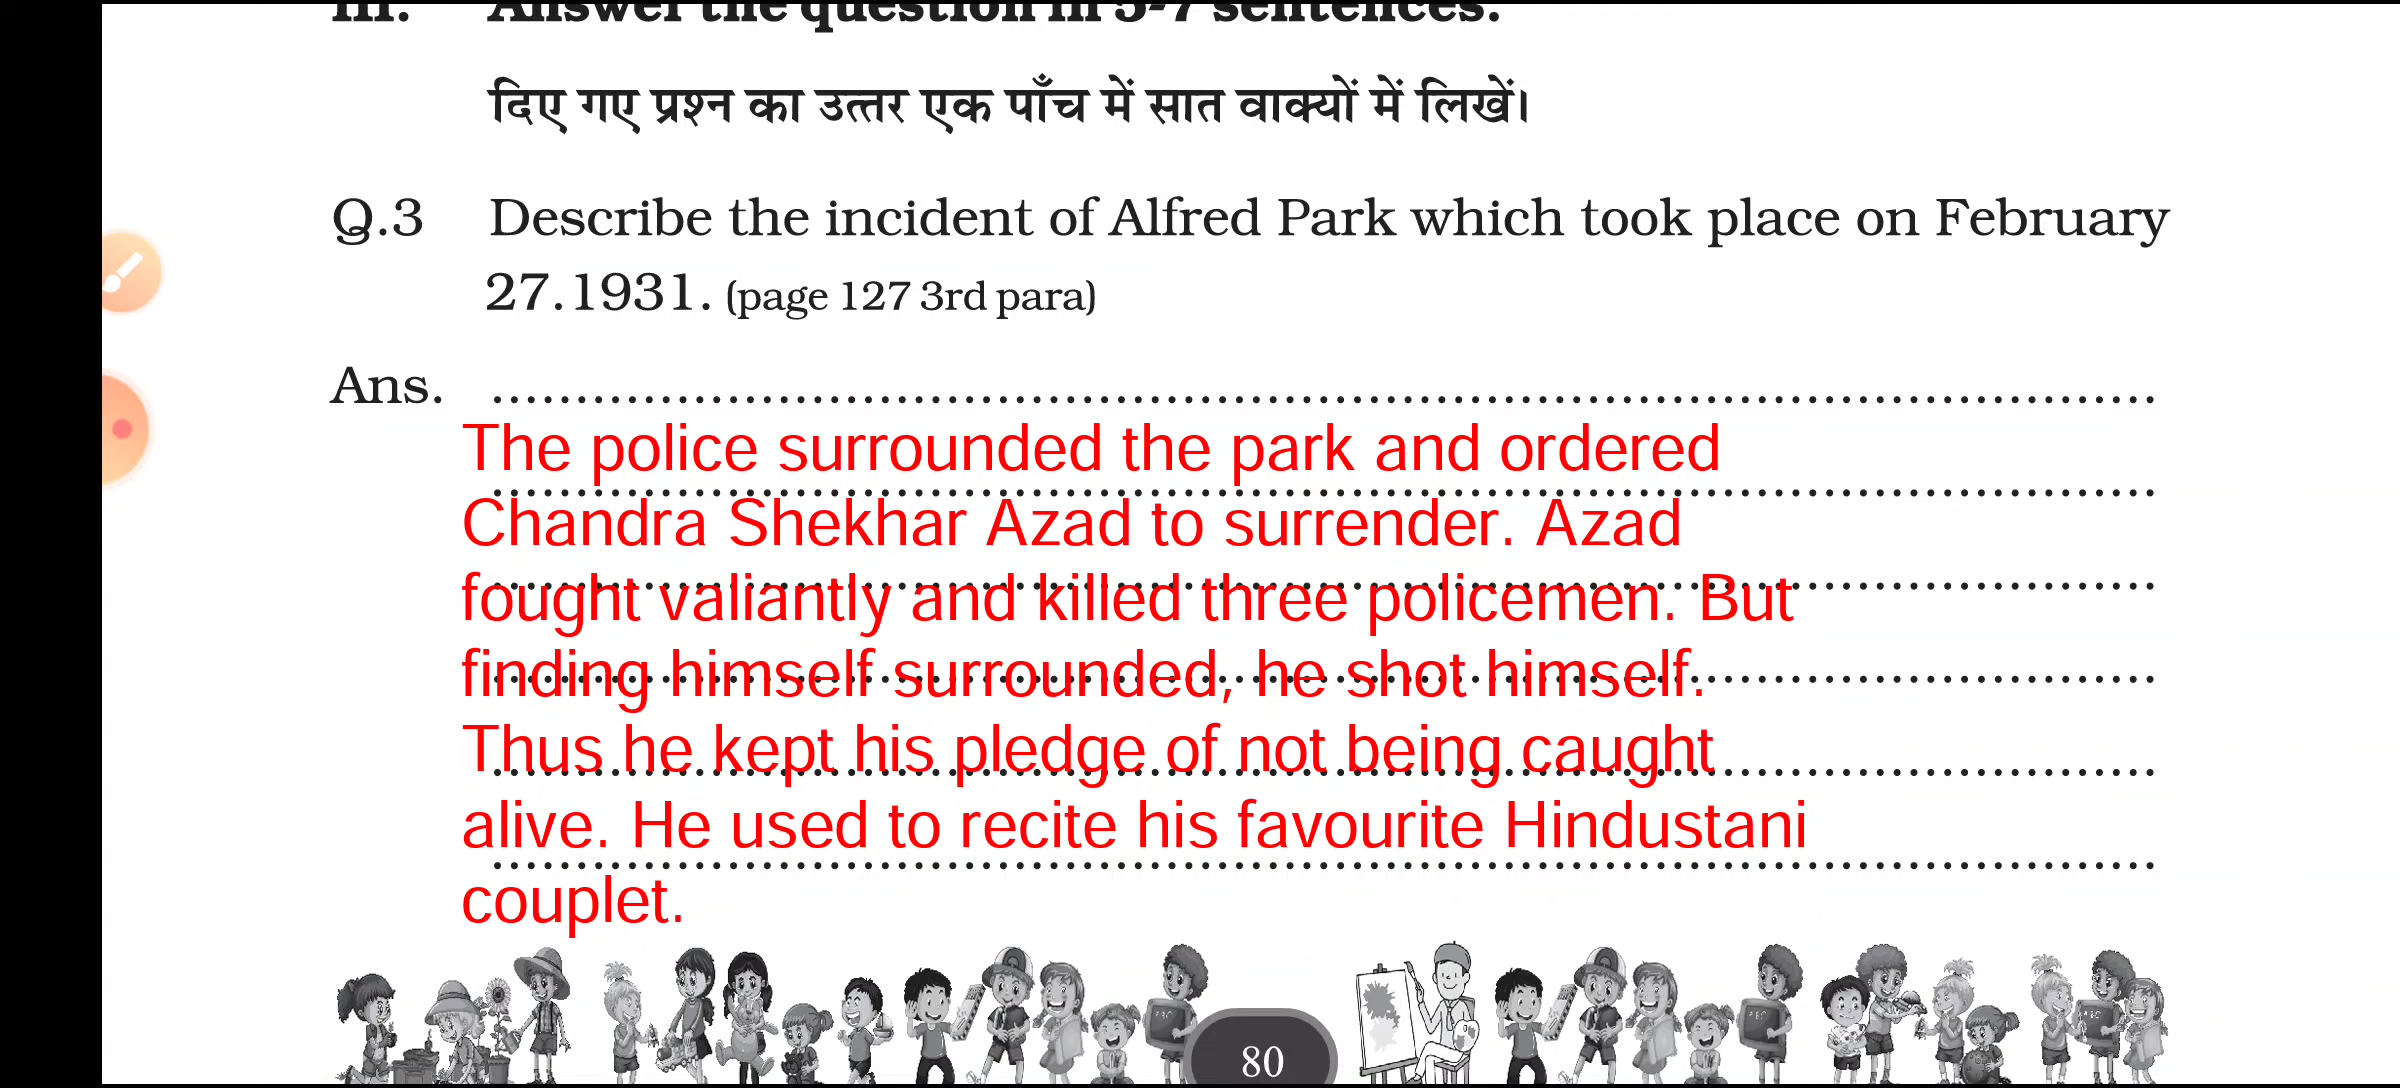 III. Answer the question in 5-7 sentences.
दिए गए प्रश्न का उत्तर एक पाँच में सात वाक्यों में लिखें।
Q.3 Describe the incident of Alfred Park which took place on February
27.1931. (page 127 3rd para)
Ans.
The police surrounded the park and ordered
Chandra Shekhar Azad to surrender. Azad
fought valiantly and killed three policemen. But
finding himself surrounded, he shot himself.
Thus he kept his pledge of not being caught
alive. He used to recite his favourite Hindustani
couplet.
80